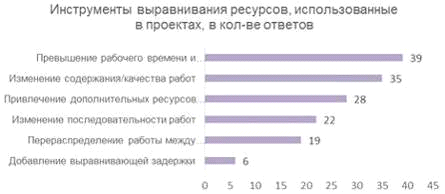 Инструменты выравнивания ресурсов, использованные
в проектах, в кол-ве ответов
Превышение рабочего времени и … 39
Изменение содержания/качества работ 35
Привлечение дополнительных ресурсов… 28
Изменение последовательности работ 22
Перераспределение работы между … 19
Добавление выравнивающей задержки 6
0 5 10 15 20 25 30 35 40 45